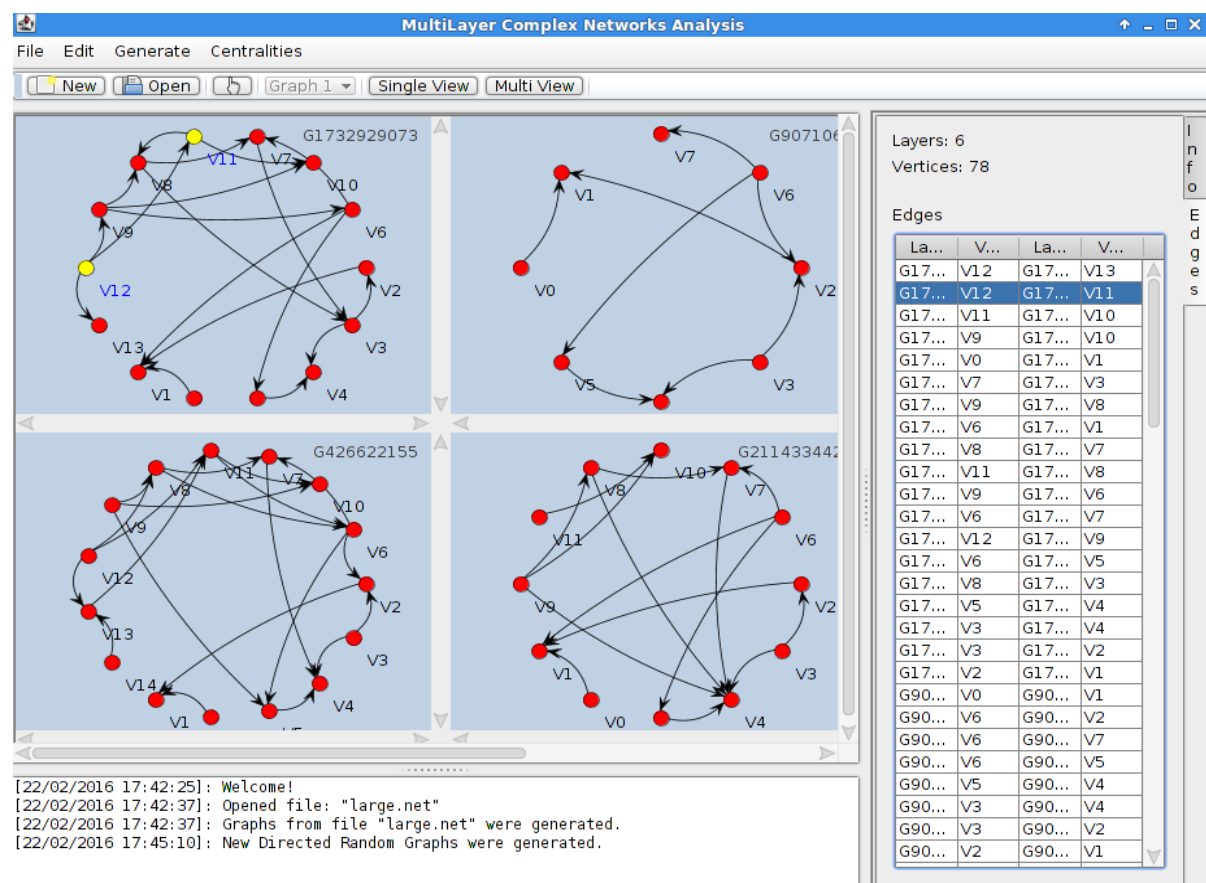 MultiLayer Complex Networks Analysis
File Edit Generate Centralities
New Open Graph 1 Single View Multi View
G1732929073
V11
V7
V8
V10
V9
V6
V12
V2
V13
V3
V1
V4
G907106
V7
V6
V1
V0
V2
V5
V3
G426622155
V11
V7
V8
V10
V9
V6
V12
V2
V13
V3
V14
V4
V1
G211433442
V10
V8
V7
V11
V6
V9
V2
V1
V3
V0
V4
Layers: 6
Vertices: 78
Edges
La... V... La... V...
G17... V12 G17... V13
G17... V12 G17... V11
G17... V11 G17... V10
G17... V9 G17... V10
G17... V0 G17... V1
G17... V7 G17... V3
G17... V9 G17... V8
G17... V6 G17... V1
G17... V8 G17... V7
G17... V11 G17... V8
G17... V9 G17... V6
G17... V6 G17... V7
G17... V12 G17... V9
G17... V6 G17... V5
G17... V8 G17... V3
G17... V5 G17... V4
G17... V3 G17... V4
G17... V3 G17... V2
G17... V2 G17... V1
G90... V0 G90... V1
G90... V6 G90... V2
G90... V6 G90... V7
G90... V6 G90... V5
G90... V5 G90... V4
G90... V3 G90... V4
G90... V3 G90... V2
G90... V2 G90... V1
Info
Edges
[22/02/2016 17:42:25]: Welcome!
[22/02/2016 17:42:37]: Opened file: "large.net"
[22/02/2016 17:42:37]: Graphs from file "large.net" were generated.
[22/02/2016 17:45:10]: New Directed Random Graphs were generated.